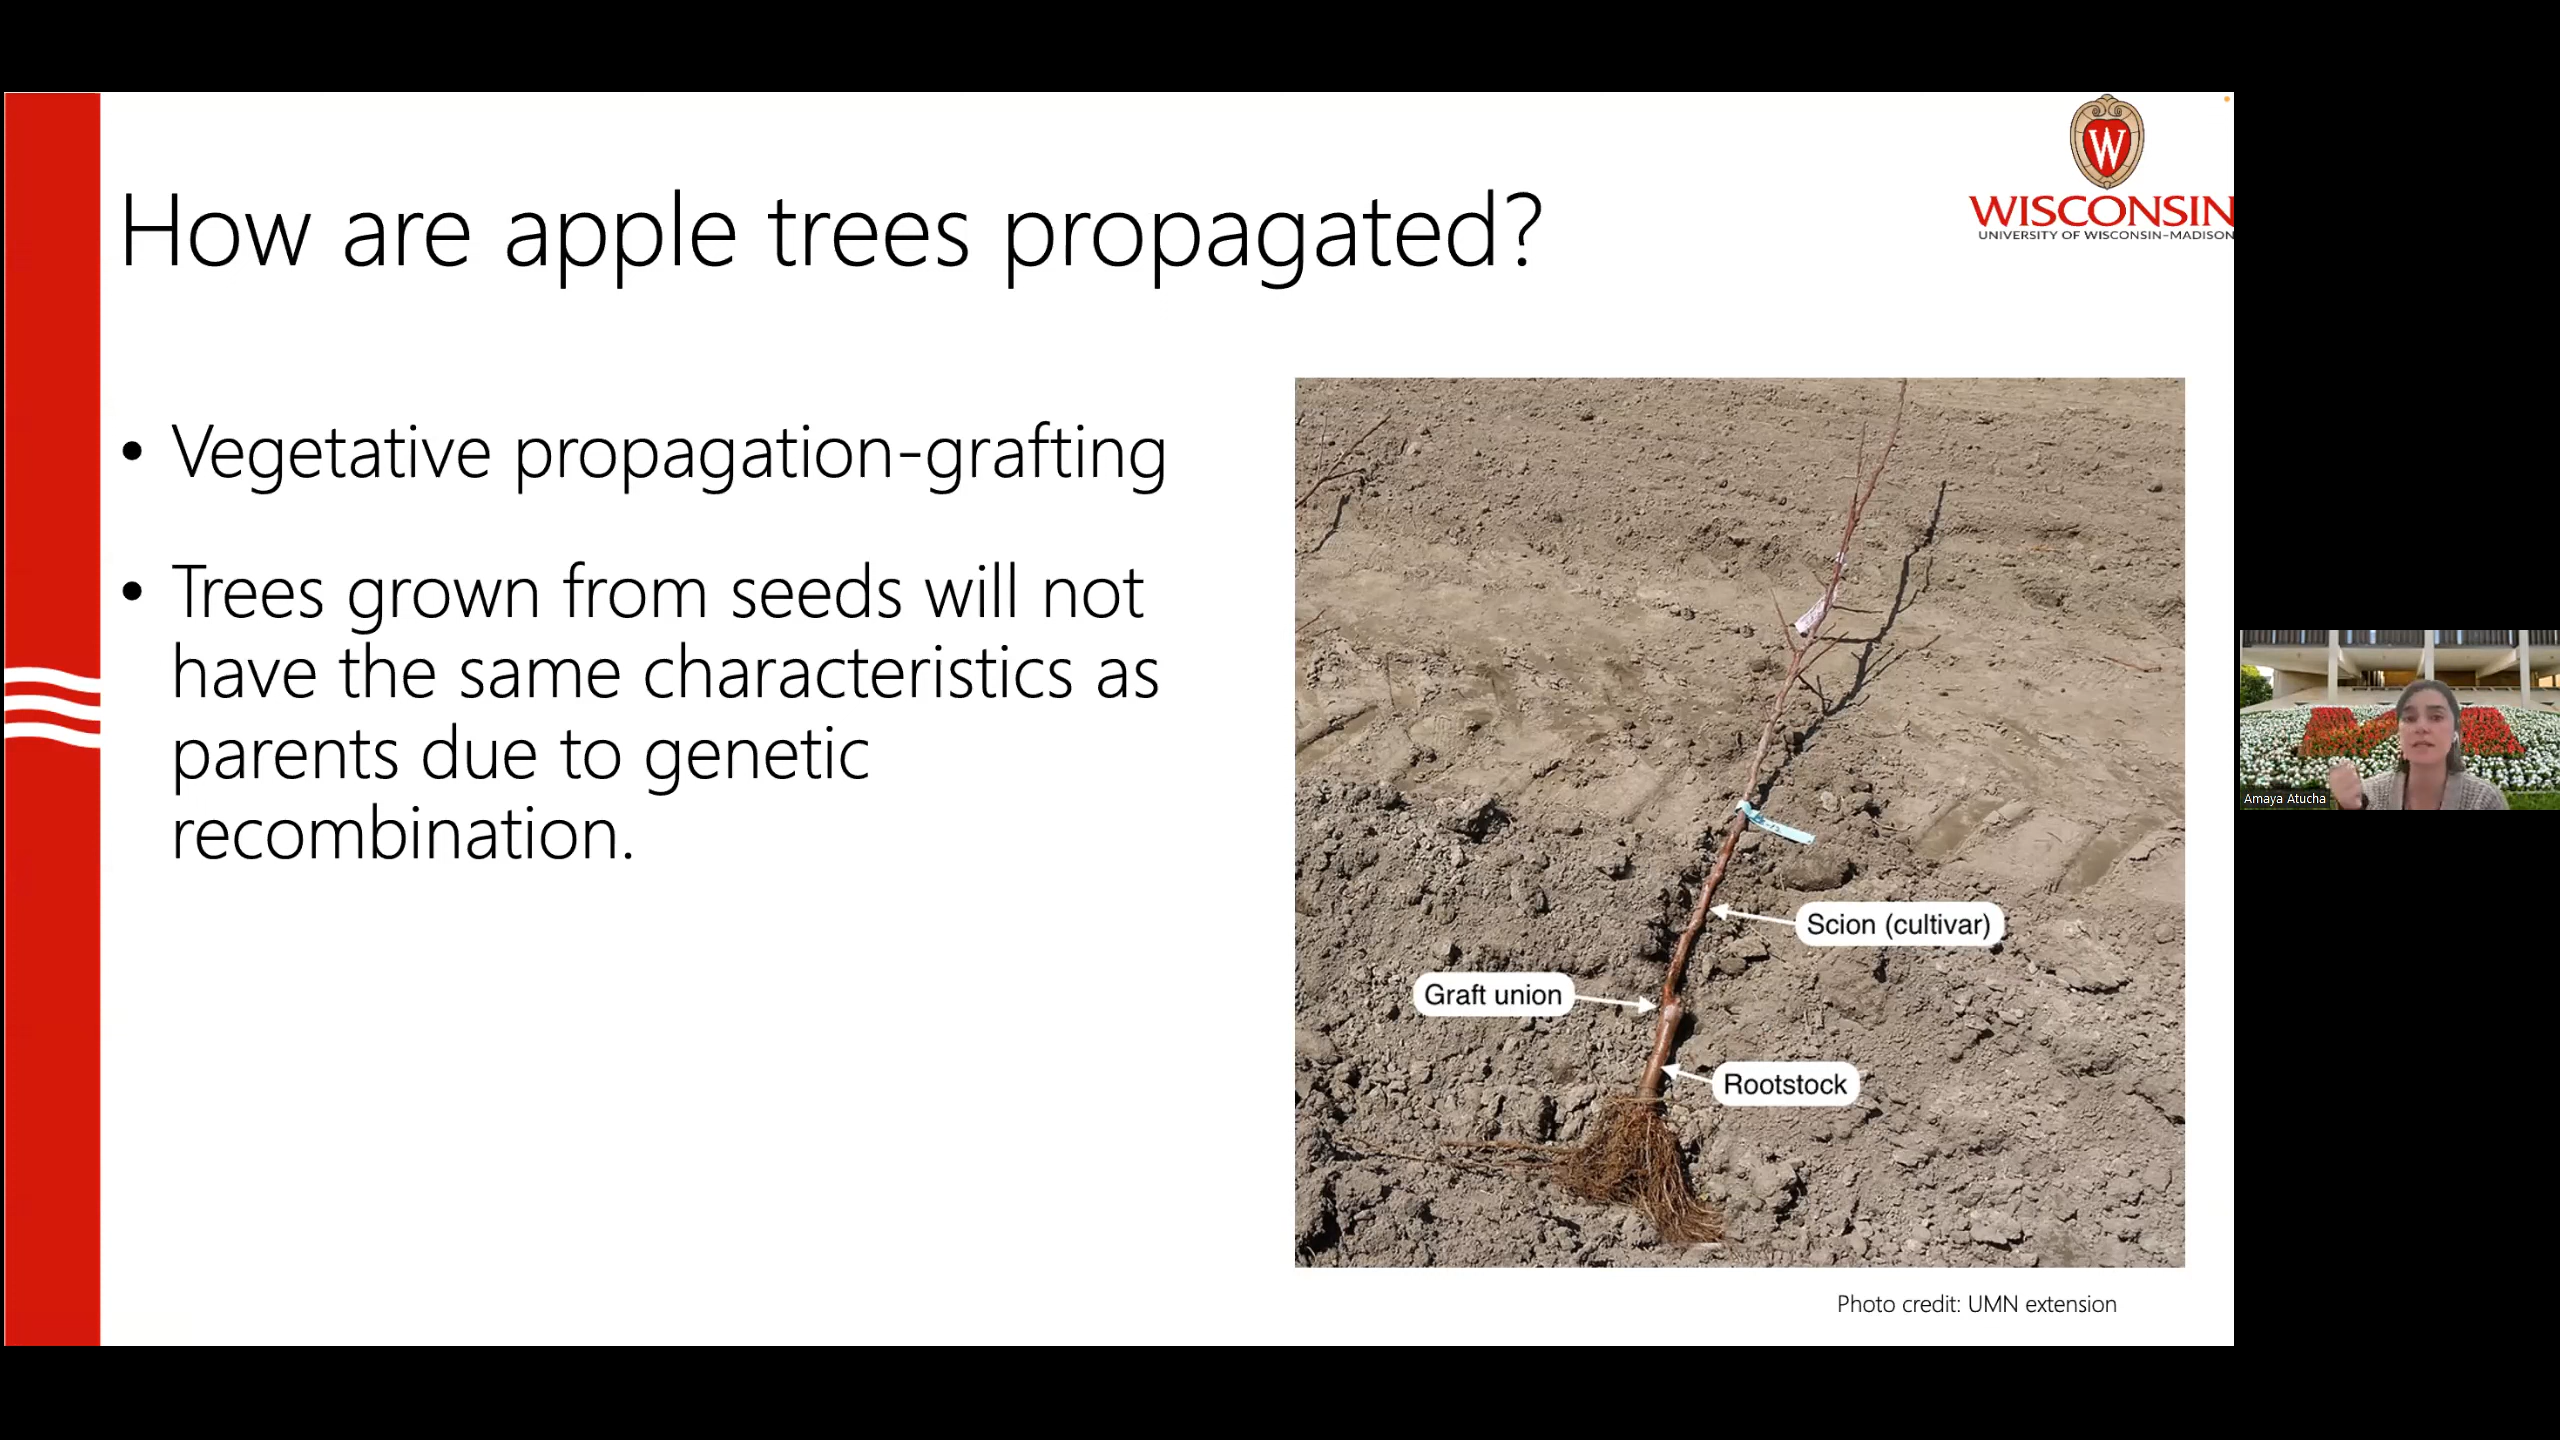 How are apple trees propagated?
W
WISCONSIN
UNIVERSITY OF WISCONSIN–MADISON
• Vegetative propagation-grafting
• Trees grown from seeds will not
have the same characteristics as
parents due to genetic
recombination.
Scion (cultivar)
Graft union
Rootstock
Photo credit: UMN extension
Amaya Atucha